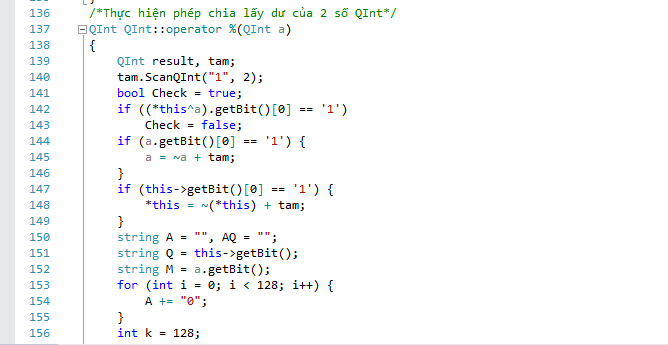 136 /*Thực hiện phép chia lấy dư của 2 số QInt*/
137 QInt QInt::operator %(QInt a)
138 {
139 QInt result, tam;
140 tam.ScanQInt("1", 2);
141 bool Check = true;
142 if ((*this^a).getBit()[0] == '1')
143 Check = false;
144 if (a.getBit()[0] == '1') {
145 a = ~a + tam;
146 }
147 if (this->getBit()[0] == '1') {
148 *this = ~(*this) + tam;
149 }
150 string A = "", AQ = "";
151 string Q = this->getBit();
152 string M = a.getBit();
153 for (int i = 0; i < 128; i++) {
154 A += "0";
155 }
156 int k = 128;